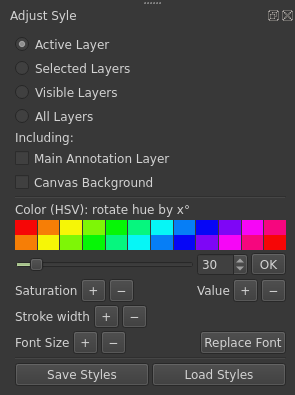 Adjust Syle
Active Layer
Selected Layers
Visible Layers
All Layers
Including:
Main Annotation Layer
Canvas Background
Color (HSV): rotate hue by x°
30 OK
Saturation + − Value + −
Stroke width + −
Font Size + − Replace Font
Save Styles Load Styles